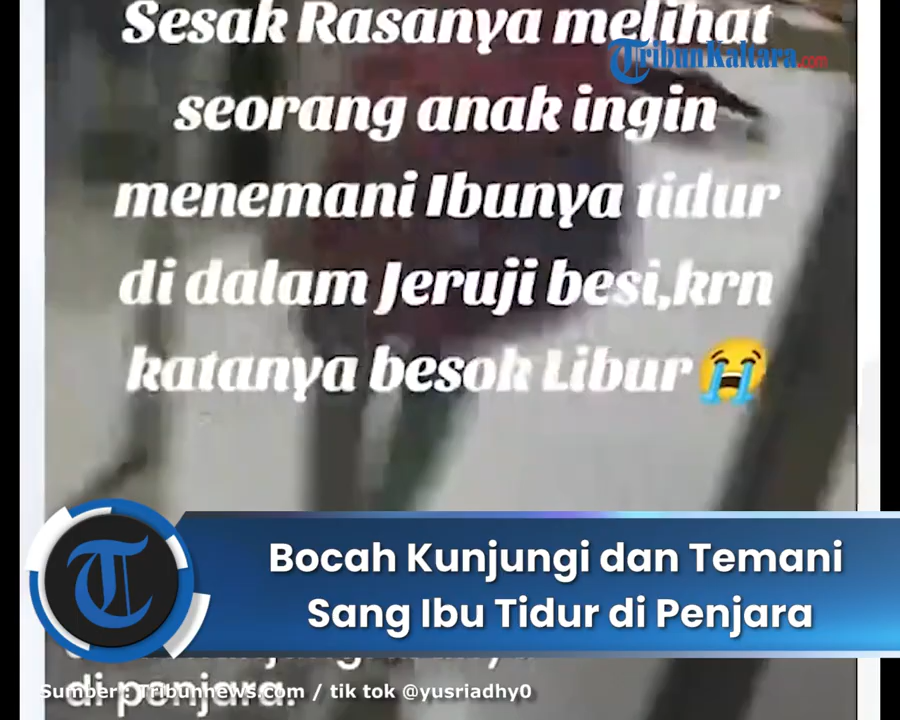 Sesak Rasanya melihat
TribunKaltara.com
seorang anak ingin
menemani Ibunya tidur
di dalam Jeruji besi,krn
katanya besok Libur😭
T
Bocah Kunjungi dan Temani
Sang Ibu Tidur di Penjara
Sumber : Tribunnews.com / tik tok @yusriadhy0
di penjara.